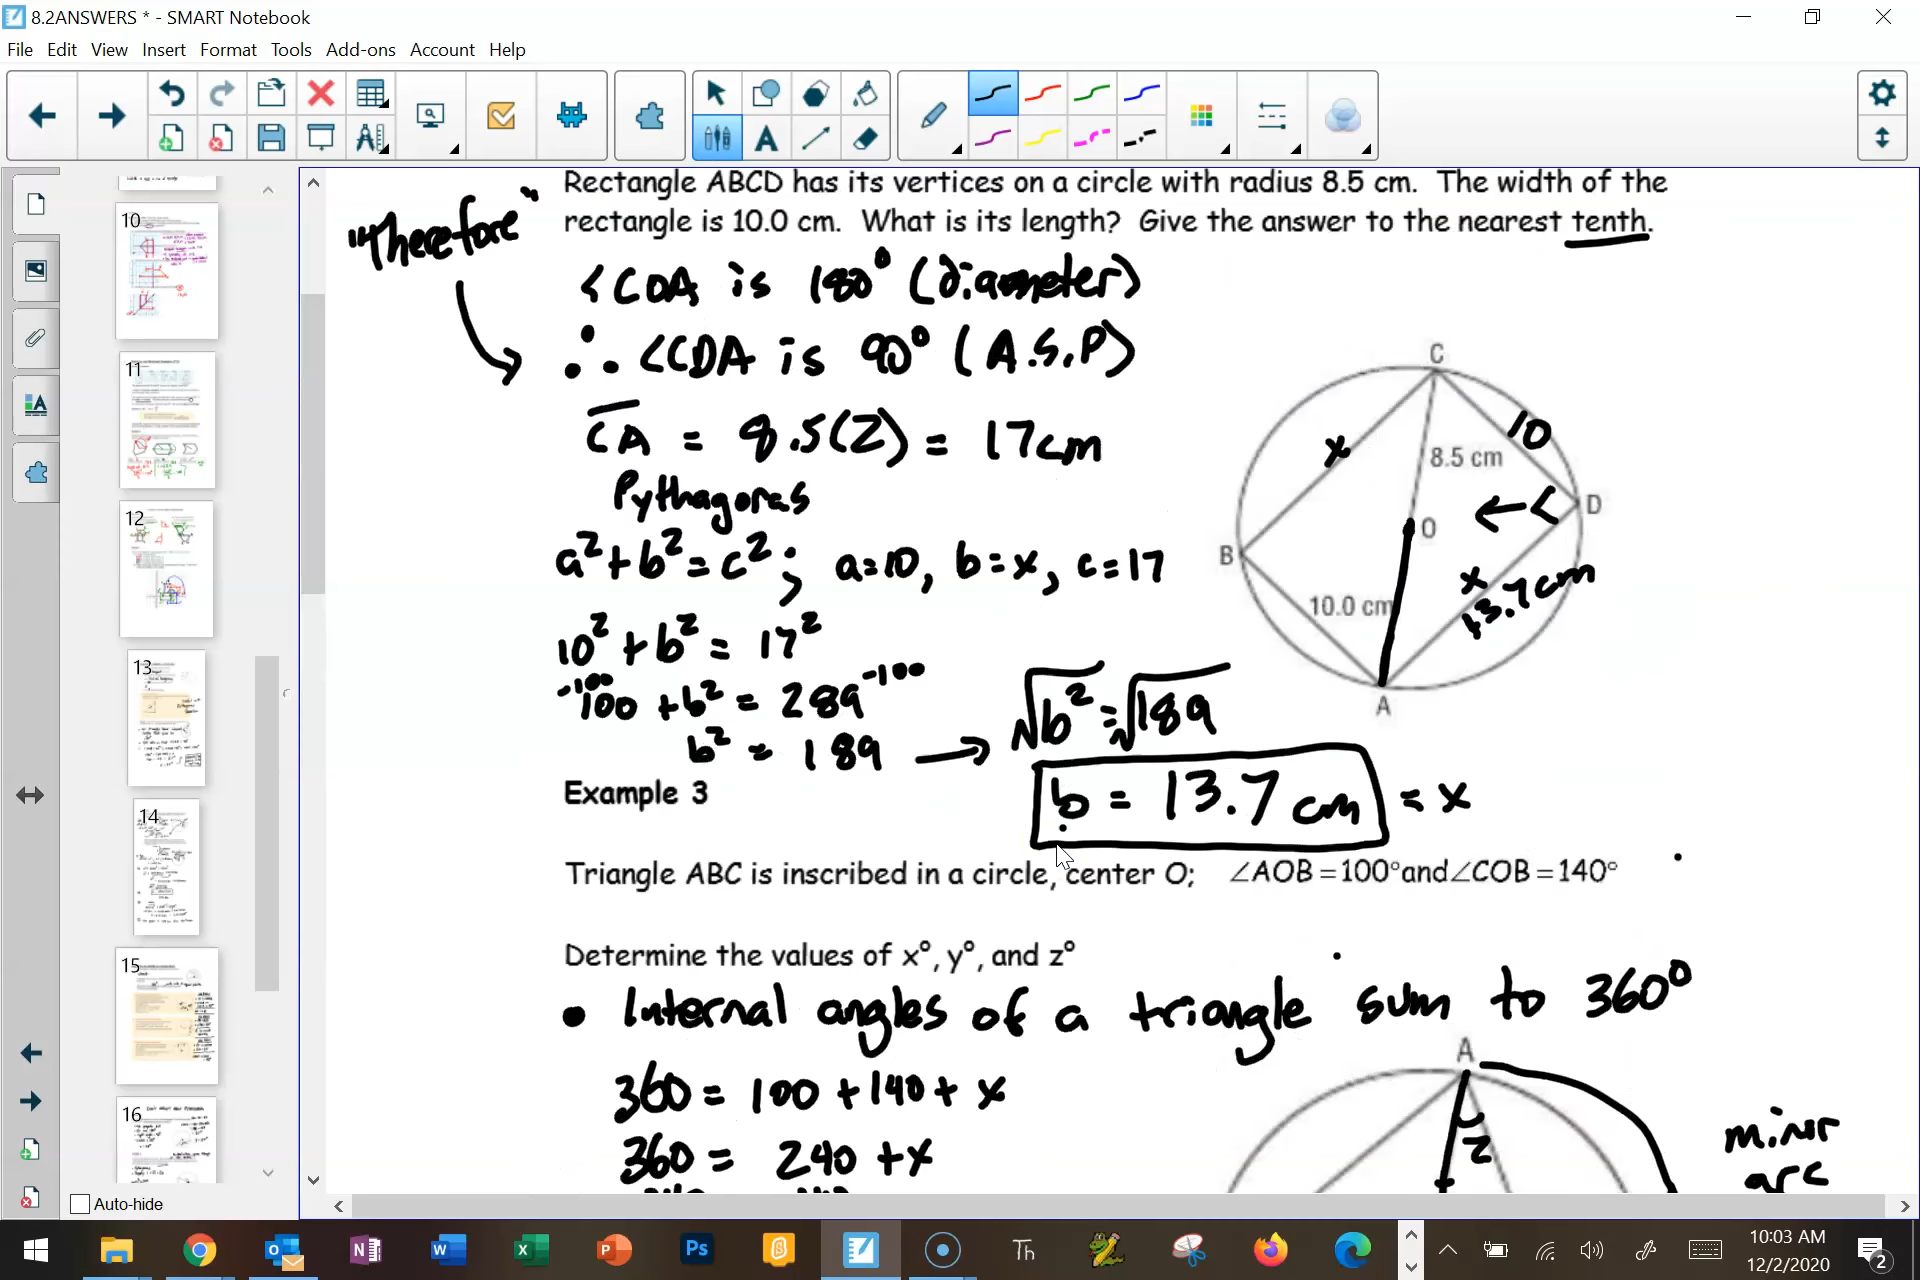 8.2ANSWERS * - SMART Notebook
File Edit View Insert Format Tools Add-ons Account Help
10
11
12
13
14
15
16
Auto-hide
Rectangle ABCD has its vertices on a circle with radius 8.5 cm. The width of the
rectangle is 10.0 cm. What is its length? Give the answer to the nearest tenth.
"Therefore"
∢CDA is 180° (diameter)
∴ ∢CDA is 90° (A.S.P)
CA = 8.5(2) = 17cm
Pythagoras
a² + b² = c² ; a=10, b=x, c=17
10² + b² = 17²
-100 -100
100 + b² = 289
b² = 189 → √b² = √189
b = 13.7 cm = x
C
10
x
8.5 cm
D
O
B
x
13.7cm
10.0 cm
A
Example 3
Triangle ABC is inscribed in a circle, center O; ∠AOB = 100° and ∠COB = 140°
Determine the values of x°, y°, and z°
• Internal angles of a triangle sum to 360°
360 = 100 + 140 + x
360 = 240 + x
A
z
minor
arc
10:03 AM
12/2/2020
2